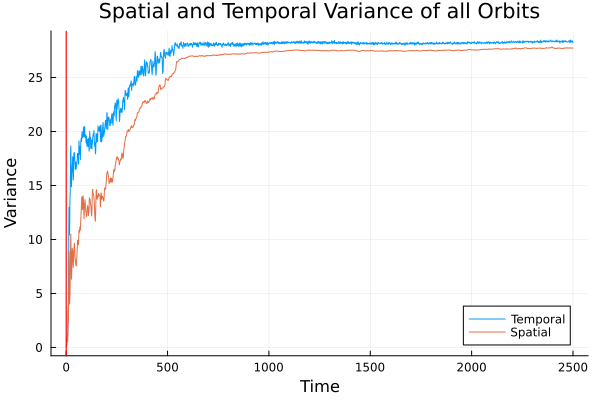 Spatial and Temporal Variance of all Orbits
Variance
25
20
15
10
5
0
Temporal
Spatial
0 500 1000 1500 2000 2500
Time